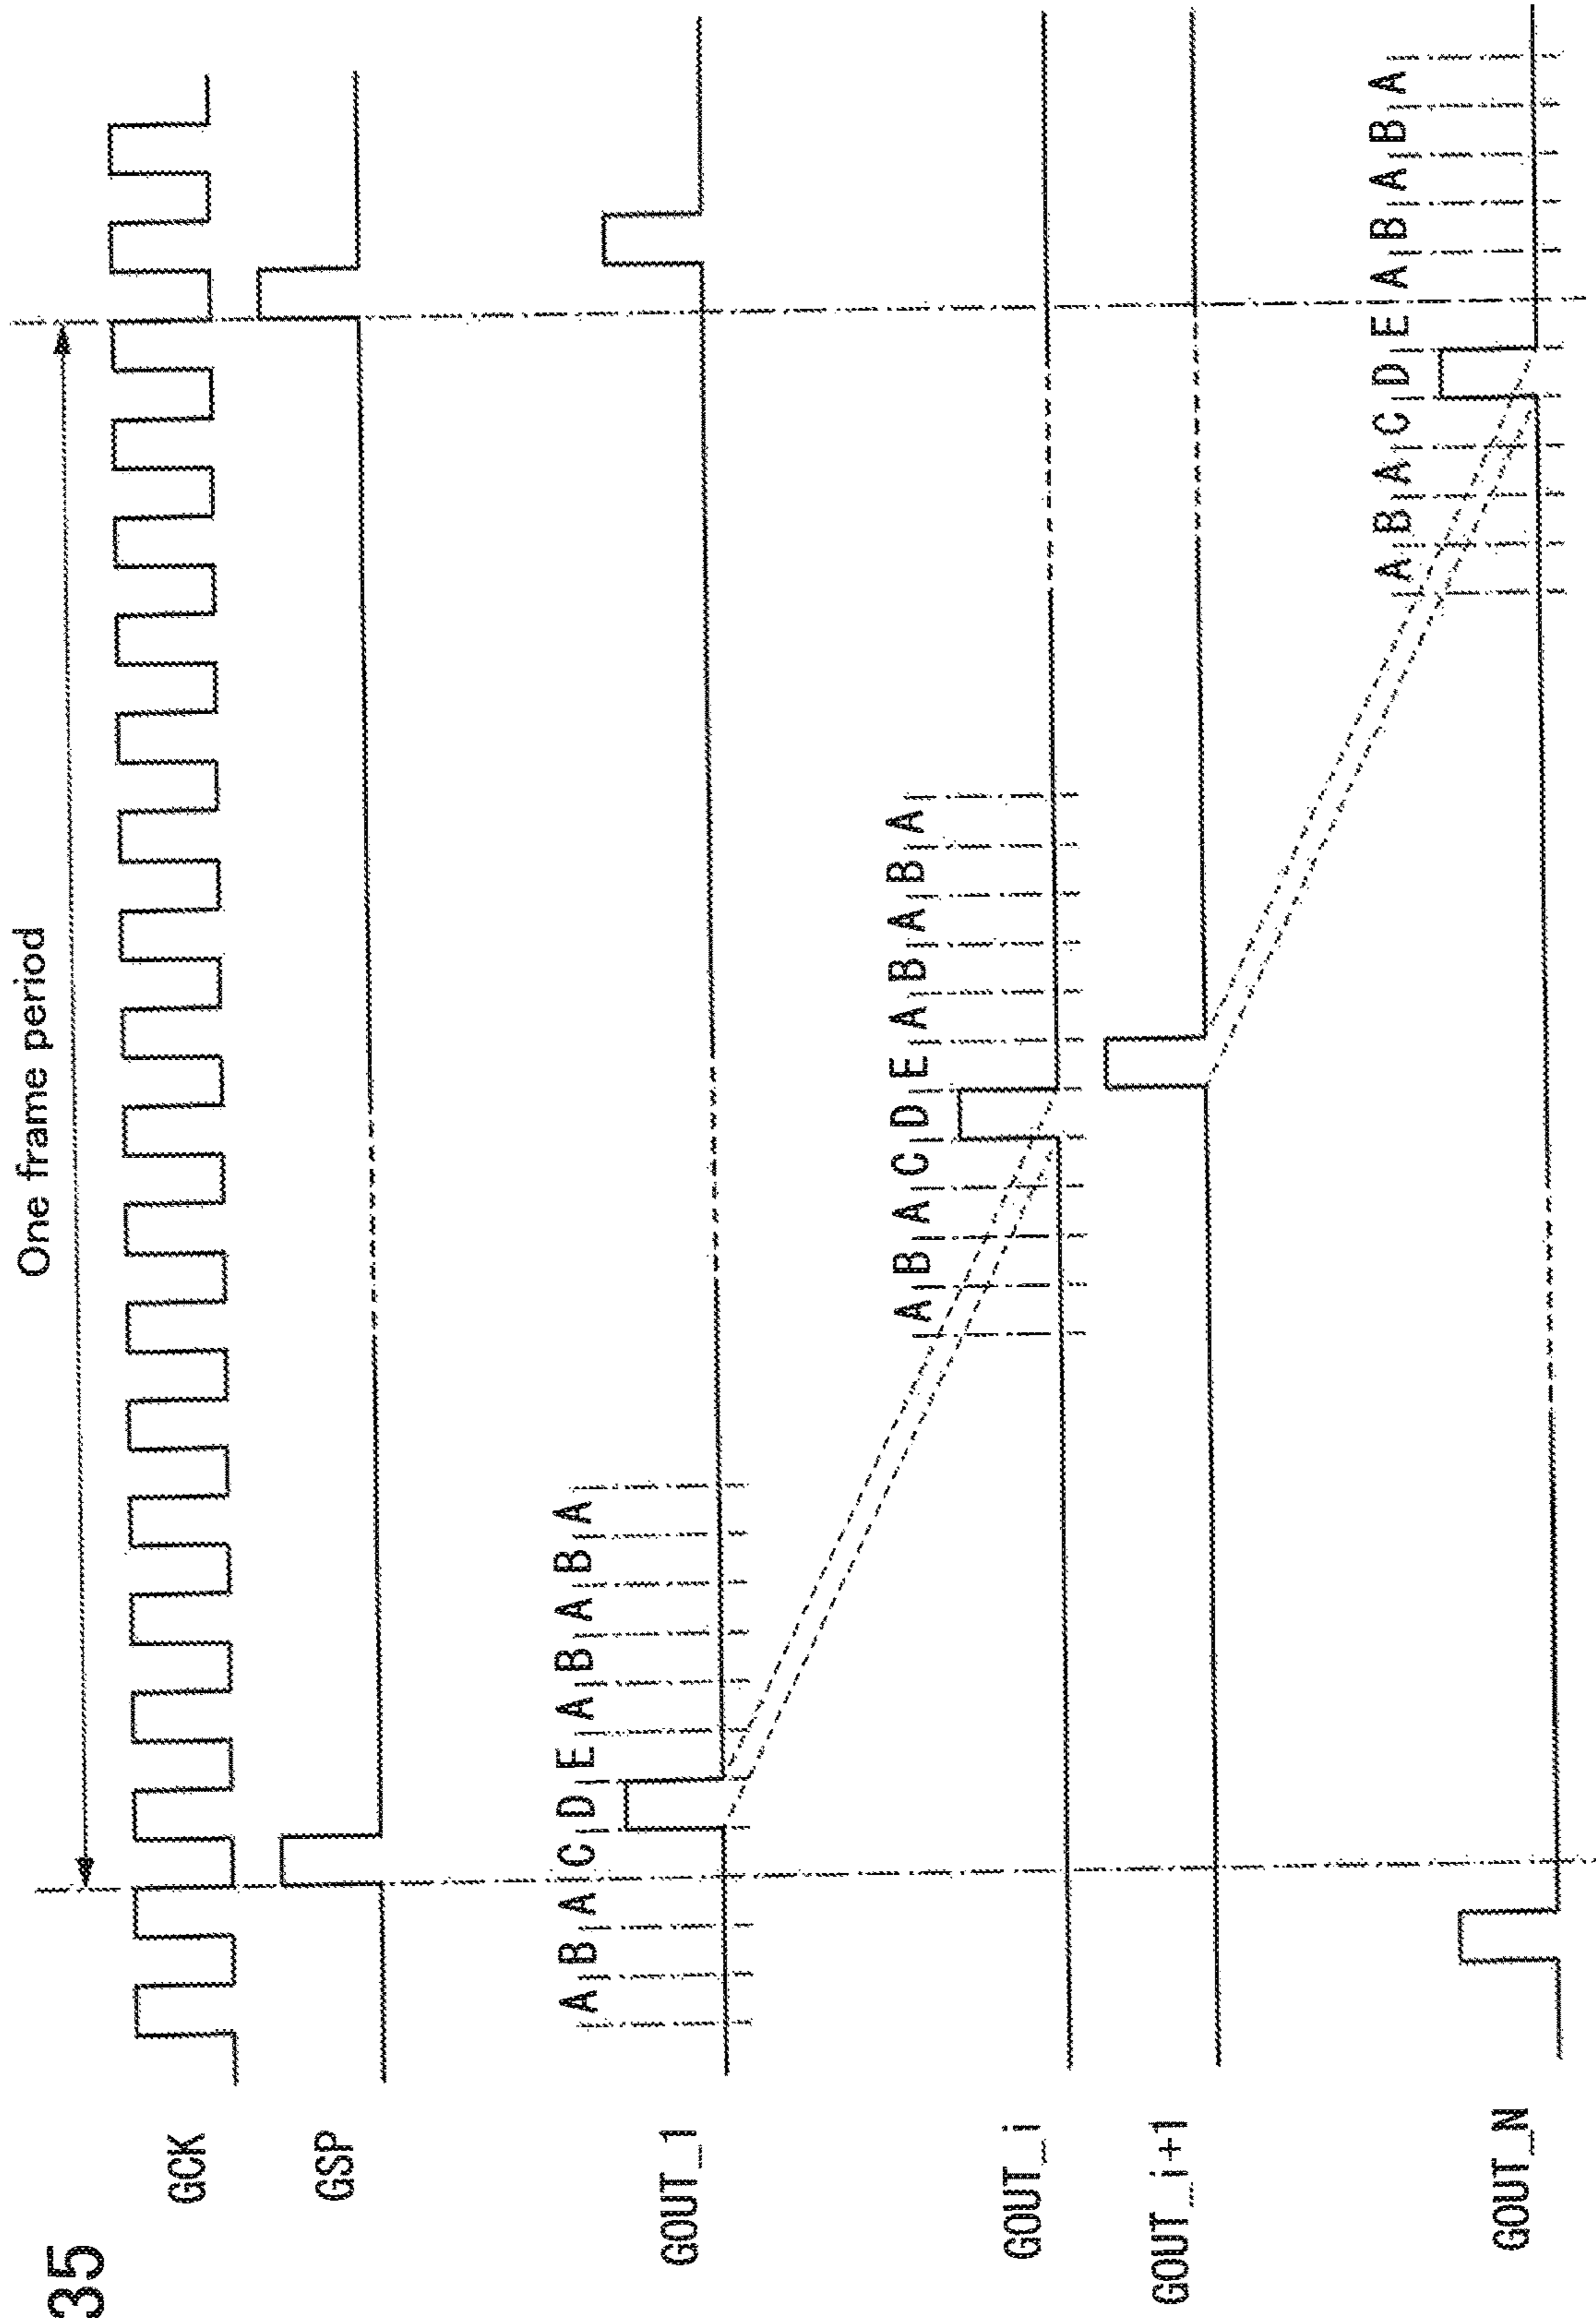 35
One frame period
GCK
GSP
GOUT_1
A B A C D E A B A B A
GOUT_i
A B A C D E A B A B A
GOUT_i+1
GOUT_N
A B A C D E A B A B A